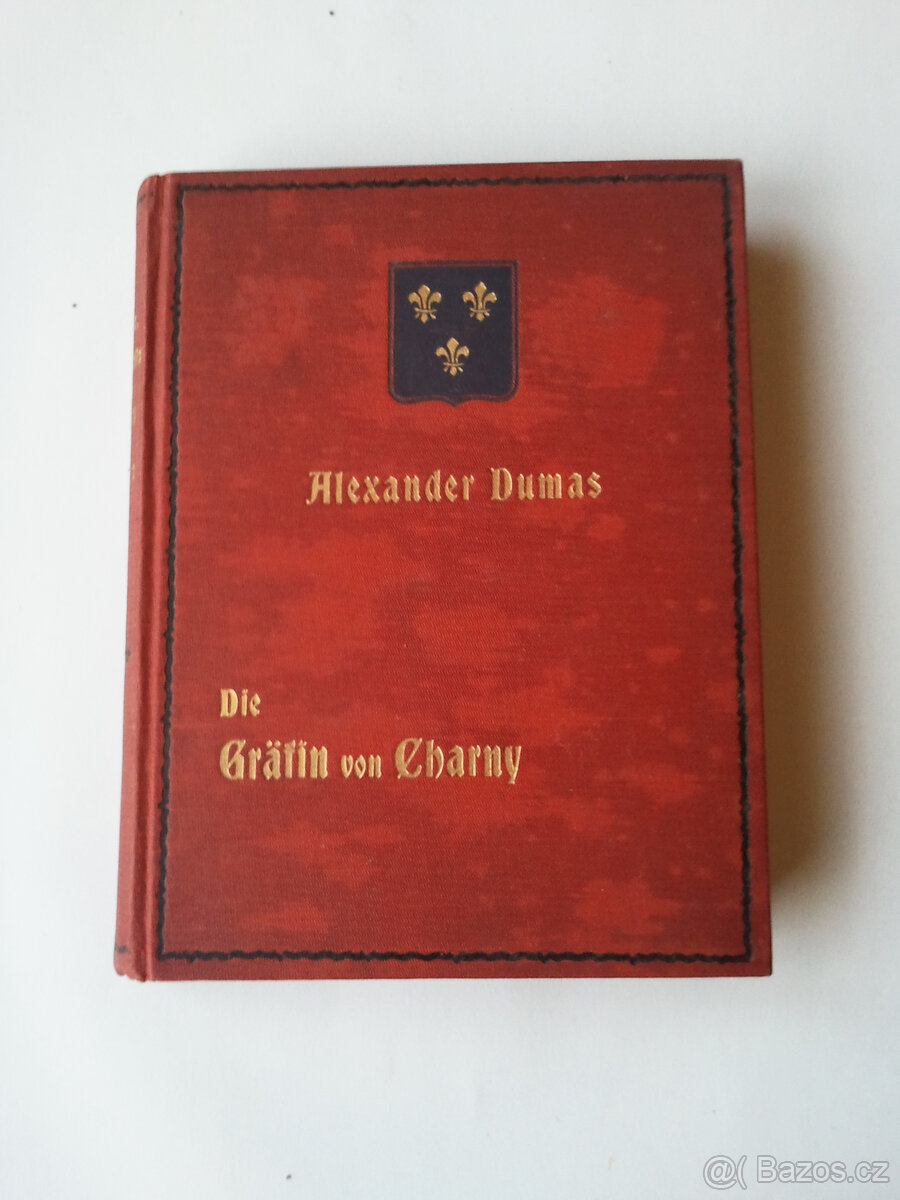 Alexander Dumas
Die
Gräfin von Charny
@( Bazos.cz